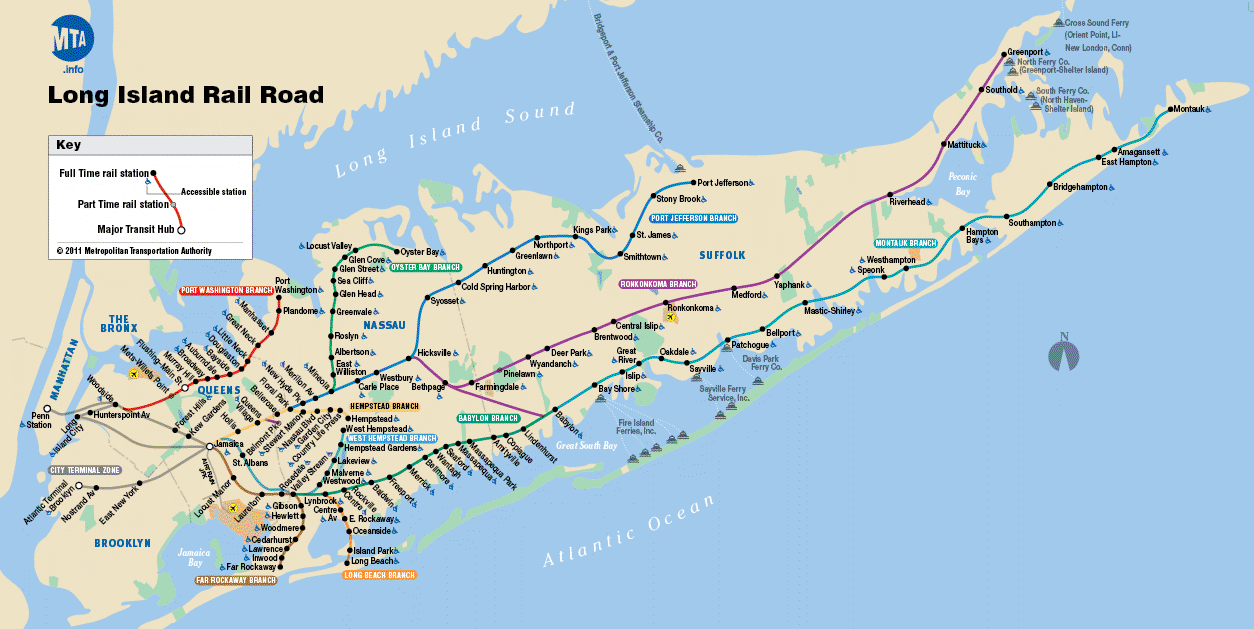 MTA
.info
Long Island Rail Road
Key
Full Time rail station
Accessible station
Part Time rail station
Major Transit Hub
© 2011 Metropolitan Transportation Authority
Long Island Sound
Bridgeport & Port Jefferson Steamship Co.
Cross Sound Ferry
(Orient Point, LI-
New London, Conn)
Greenport
North Ferry Co.
(Greenport-Shelter Island)
Southold
South Ferry Co.
(North Haven-
Shelter Island)
Montauk
Mattituck
Amagansett
East Hampton
Peconic
Bay
Bridgehampton
Riverhead
Southampton
Hampton
Bays
MONTAUK BRANCH
Westhampton
Speonk
Port Jefferson
Stony Brook
PORT JEFFERSON BRANCH
St. James
Smithtown
Kings Park
Northport
Greenlawn
Huntington
Cold Spring Harbor
Syosset
SUFFOLK
RONKONKOMA BRANCH
Yaphank
Medford
Ronkonkoma
Mastic-Shirley
Central Islip
Brentwood
Deer Park
Wyandanch
Pinelawn
Farmingdale
Bethpage
Hicksville
Bellport
Patchogue
Davis Park
Ferry Co.
Oakdale
Sayville
Sayville Ferry
Service, Inc.
Great
River
Islip
Bay Shore
Fire Island
Ferries, Inc.
Babylon
Great South Bay
BABYLON BRANCH
Locust Valley
Oyster Bay
OYSTER BAY BRANCH
Glen Cove
Glen Street
Sea Cliff
Glen Head
Greenvale
Roslyn
Albertson
East
Williston
NASSAU
Westbury
Carle Place
PORT WASHINGTON BRANCH
Port
Washington
Plandome
Manhasset
Great Neck
Little Neck
Douglaston
Bayside
Auburndale
Broadway
Murray Hill
Flushing-Main St
Mets-Willets Point
THE
BRONX
MANHATTAN
QUEENS
BROOKLYN
Woodside
Penn
Station
Long
Island City
Hunterspoint Av
Forest Hills
Kew Gardens
Jamaica
Hollis
Queens
Village
Bellerose
Floral Park
New Hyde Pk
Merillon Av
Mineola
HEMPSTEAD BRANCH
Belmont Park
Stewart Manor
Nassau Blvd
Garden City
Country Life Press
Hempstead
West Hempstead
WEST HEMPSTEAD BRANCH
Hempstead Gardens
Lakeview
Malverne
Westwood
St. Albans
CITY TERMINAL ZONE
Atlantic Terminal
Brooklyn
Nostrand Av
East New York
AIRTRAIN
JFK
Locust Manor
Laurelton
Rosedale
Valley Stream
Lynbrook
Centre
Av
Rockville
Centre
Baldwin
Freeport
Merrick
Bellmore
Wantagh
Seaford
Massapequa
Massapequa Park
Amityville
Copiague
Lindenhurst
Gibson
Hewlett
Woodmere
Cedarhurst
Lawrence
Inwood
Far Rockaway
FAR ROCKAWAY BRANCH
E. Rockaway
Oceanside
Island Park
Long Beach
LONG BEACH BRANCH
Jamaica
Bay
Atlantic Ocean
N